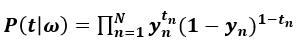 P(t|ω) = ∏_{n=1}^{N} y_n^{t_n} (1 − y_n)^{1−t_n}